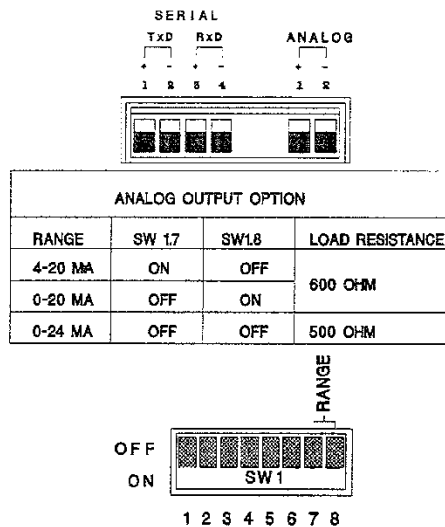 SERIAL
TxD RxD ANALOG
+ - + - + -
1 2 3 4 1 2
ANALOG OUTPUT OPTION
RANGE SW 1.7 SW1.8 LOAD RESISTANCE
4-20 MA ON OFF 600 OHM
0-20 MA OFF ON
0-24 MA OFF OFF 500 OHM
RANGE
OFF
ON SW1
1 2 3 4 5 6 7 8